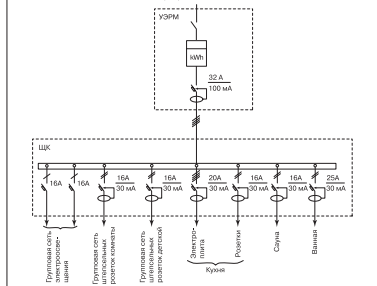 УЭРМ
kWh
32 А
100 мА
ЩК
16А
16А
16А
30 мА
16А
30 мА
20А
30 мА
16А
30 мА
16А
30 мА
25А
30 мА
Групповая сеть
электроосве-
щения
Групповая сеть
штепсельных
розеток комнаты
Групповая сеть
штепсельных
розеток детской
Электро-
плита
Розетки
Кухня
Сауна
Ванная